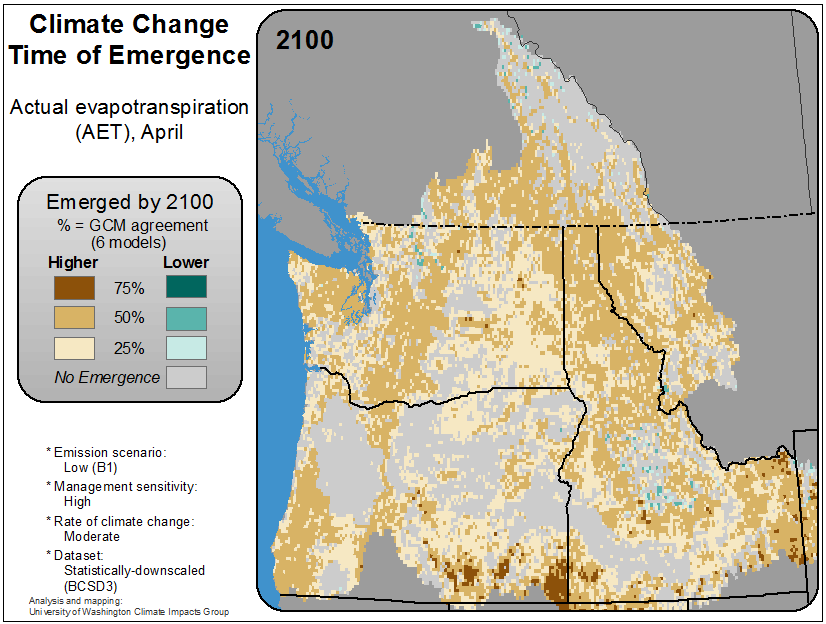 Climate Change
Time of Emergence
Actual evapotranspiration
(AET), April
Emerged by 2100
% = GCM agreement
(6 models)
Higher Lower
75%
50%
25%
No Emergence
* Emission scenario:
Low (B1)
* Management sensitivity:
High
* Rate of climate change:
Moderate
* Dataset:
Statistically-downscaled
(BCSD3)
Analysis and mapping:
University of Washington Climate Impacts Group
2100